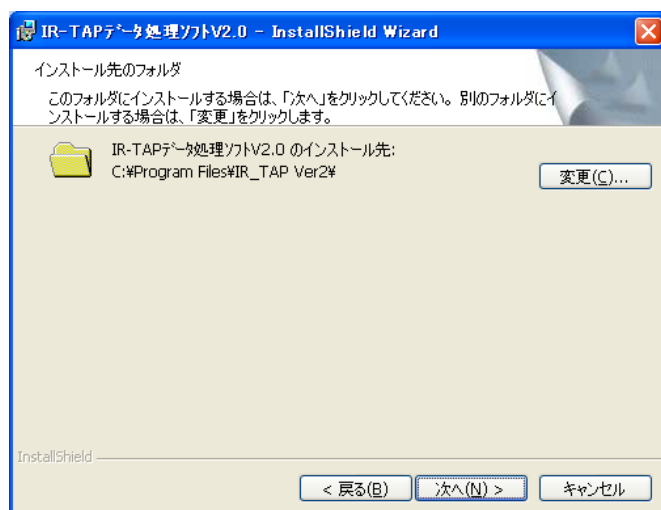 IR-TAPﾃﾞｰﾀ処理ソフトV2.0 - InstallShield Wizard
インストール先のフォルダ
このフォルダにインストールする場合は、「次へ」をクリックしてください。別のフォルダにイ
ンストールする場合は、「変更」をクリックします。
IR-TAPﾃﾞｰﾀ処理ソフトV2.0 のインストール先:
C:¥Program Files¥IR_TAP Ver2¥
変更(C)...
InstallShield
< 戻る(B)
次へ(N) >
キャンセル